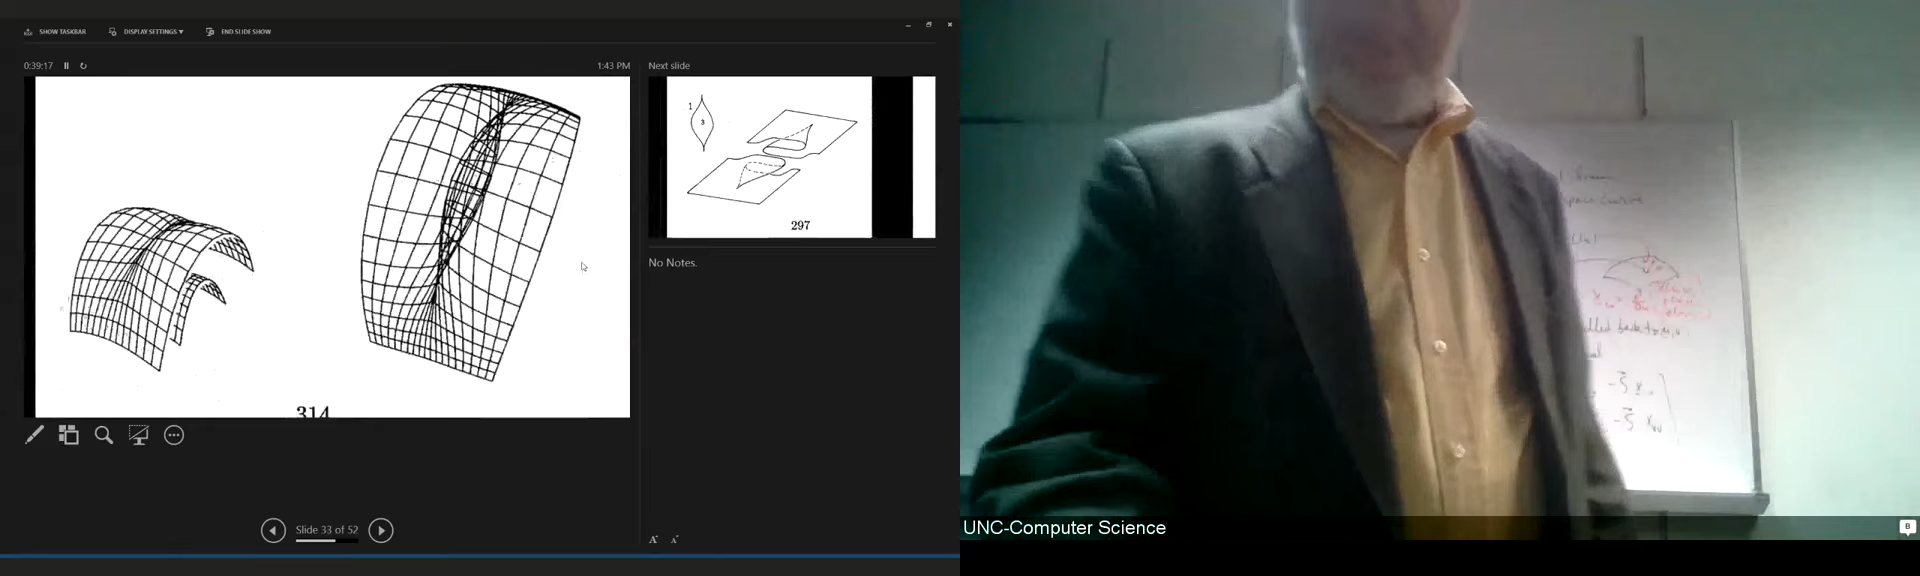 SHOW TASKBAR DISPLAY SETTINGS ▾ END SLIDE SHOW
0:39:17 1:43 PM
Next slide
1
3
297
No Notes.
314
Slide 33 of 52
A A
UNC-Computer Science
B